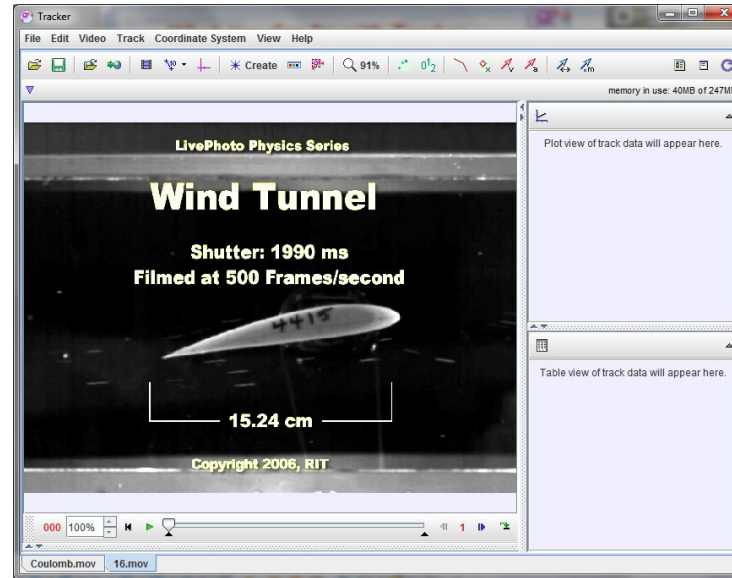 Tracker
File Edit Video Track Coordinate System View Help
Create 91%
memory in use: 40MB of 247M
LivePhoto Physics Series
Wind Tunnel
Shutter: 1990 ms
Filmed at 500 Frames/second
4415
15.24 cm
Copyright 2006, RIT
Plot view of track data will appear here.
Table view of track data will appear here.
000 100% 1
Coulomb.mov 16.mov